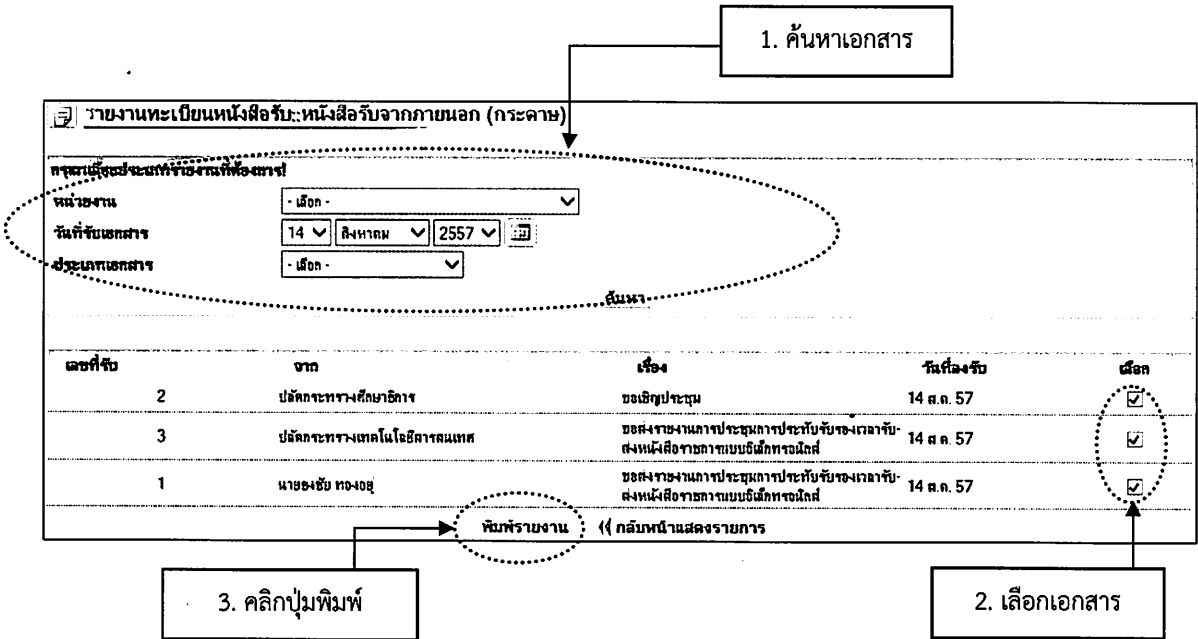 1. ค้นหาเอกสาร
รายงานทะเบียนหนังสือรับ::หนังสือรับจากภายนอก (กระดาษ)
กรุณาเลือกประเภทรายงานที่ต้องการ!
หน่วยงาน - เลือก -
วันที่รับเอกสาร 14 สิงหาคม 2557
ประเภทเอกสาร - เลือก -
ค้นหา
เลขที่รับ จาก เรื่อง วันที่ลงรับ เลือก
2 ปลัดกระทรวงศึกษาธิการ ขอเชิญประชุม 14 ส.ค. 57
3 ปลัดกระทรวงเทคโนโลยีสารสนเทศ ขอส่งรายงานการประชุมการประทับรับรองเวลารับ- 14 ส.ค. 57
ส่งหนังสือราชการแบบอิเล็กทรอนิกส์
1 นายธงชัย ทองอยู่ ขอส่งรายงานการประชุมการประทับรับรองเวลารับ- 14 ส.ค. 57
ส่งหนังสือราชการแบบอิเล็กทรอนิกส์
พิมพ์รายงาน กลับหน้าแสดงรายการ
3. คลิกปุ่มพิมพ์ 2. เลือกเอกสาร